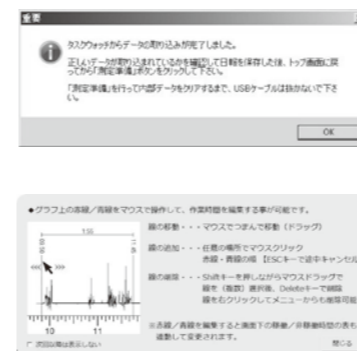 重要
タスクウォッチからデータの取り込みが完了しました。
正しいデータが取り込まれているかを確認して日報を保存した後、トップ画面に戻
ってから「測定準備」ボタンをクリックして下さい。
「測定準備」を行って内部データをクリアするまで、USBケーブルは抜かないで下さ
い。
OK
◆グラフ上の赤線／青線をマウスで操作して、作業時間を編集する事が可能です。
1:55
線の移動・・・マウスでつまんで移動（ドラッグ）
線の追加・・・任意の場所でマウスクリック
赤線・青線の順 【ESCキーで途中キャンセル
線の削除・・・Shiftキーを押しながらマウスドラッグで
線を（複数）選択後、Deleteキーで削除
線を右クリックしてメニューからも削除可能
10 11
※赤線／青線を編集すると画面下の稼働／非稼働時間の表も
連動して変更されます。
次回以降は表示しない
閉じる